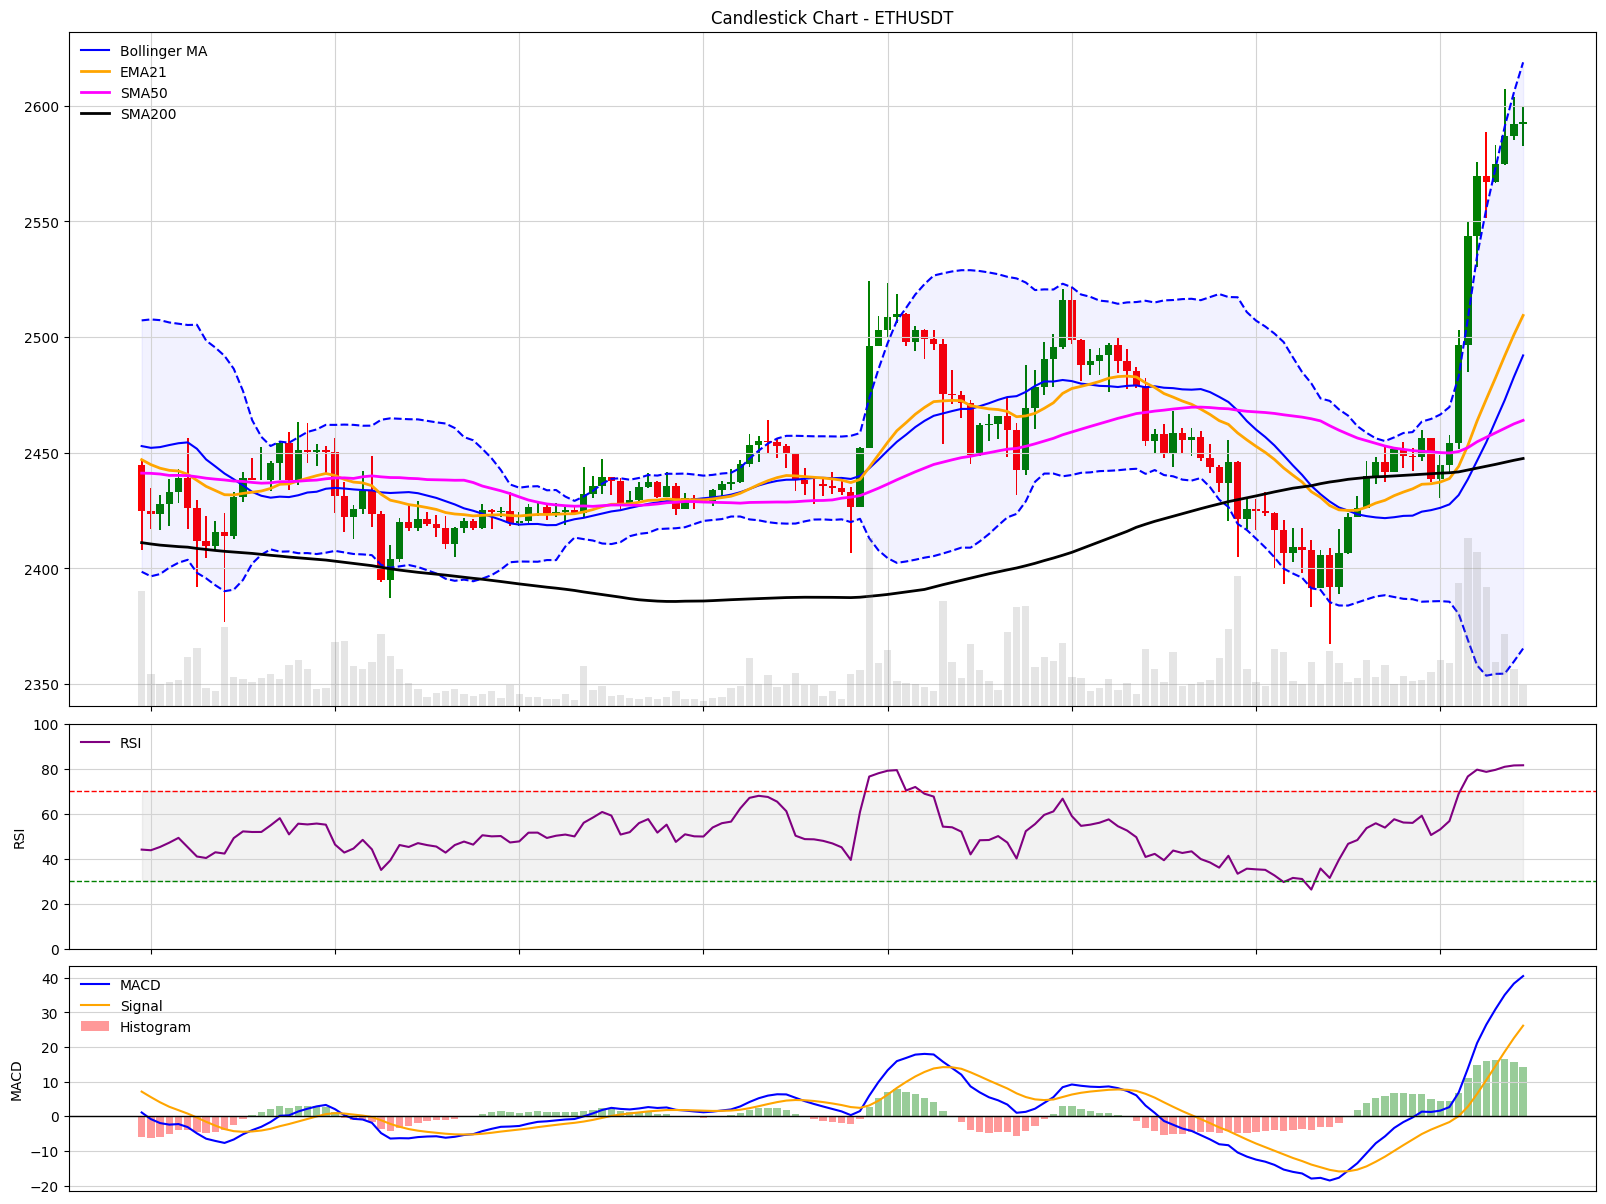 Candlestick Chart - ETHUSDT
Bollinger MA
EMA21
SMA50
SMA200
2600
2550
2500
2450
2400
2350
RSI
100
80
60
40
20
0
RSI
MACD
Signal
Histogram
40
30
20
10
0
−10
−20
MACD